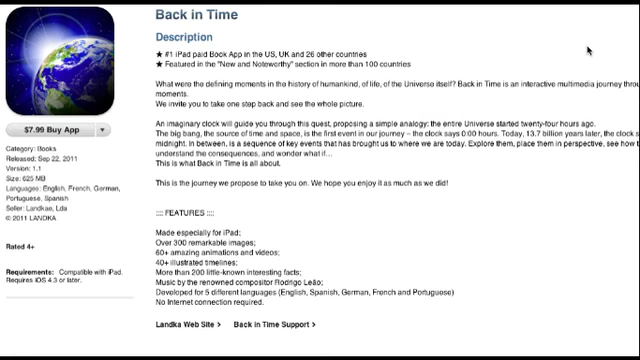 Back in Time
Description
★ #1 iPad paid Book App in the US, UK and 26 other countries
★ Featured in the "New and Noteworthy" section in more than 100 countries
What were the defining moments in the history of humankind, of life, of the Universe itself? Back in Time is an interactive multimedia journey
moments.
We invite you to take one step back and see the whole picture.
An imaginary clock will guide you through this quest, proposing a simple analogy: the entire Universe started twenty-four hours ago.
The big bang, the source of time and space, is the first event in our journey – the clock says 0:00 hours. Today, 13.7 billion years later, the clock
midnight. In between, is a sequence of key events that has brought us to where we are today. Explore them, place them in perspective, see how
understand the consequences, and wonder what if...
This is what Back in Time is all about.
This is the journey we propose to take you on. We hope you enjoy it as much as we did!
:::: FEATURES ::::
Made especially for iPad;
Over 300 remarkable images;
60+ amazing animations and videos;
40+ illustrated timelines;
More than 200 little-known interesting facts;
Music by the renowned compositor Rodrigo Leão;
Developed for 5 different languages (English, Spanish, German, French and Portuguese)
No Internet connection required.
Landka Web Site
Back in Time Support
$7.99 Buy App
Category: Books
Released: Sep 22, 2011
Version: 1.1
Size: 625 MB
Languages: English, French, German,
Portuguese, Spanish
Seller: Landkae, Lda
© 2011 LANDKA
Rated 4+
Requirements: Compatible with iPad.
Requires iOS 4.3 or later.